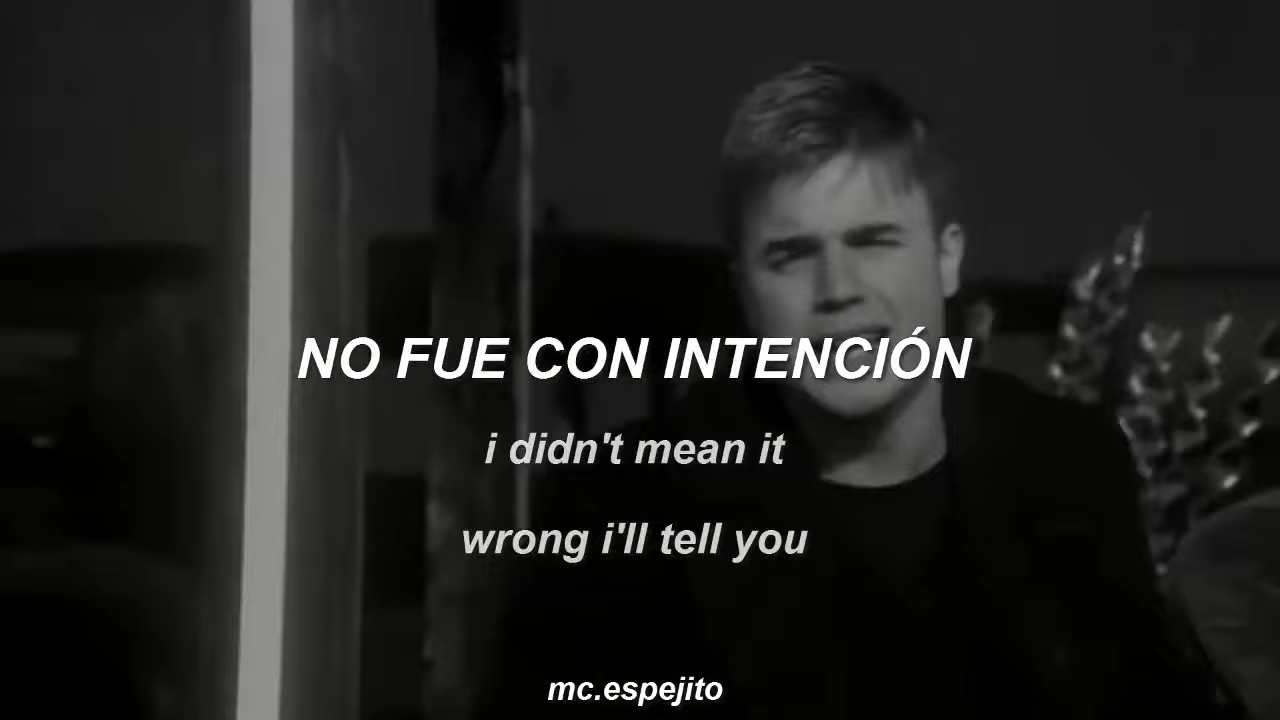 NO FUE CON INTENCIÓN
i didn't mean it
wrong i'll tell you
mc.espejito